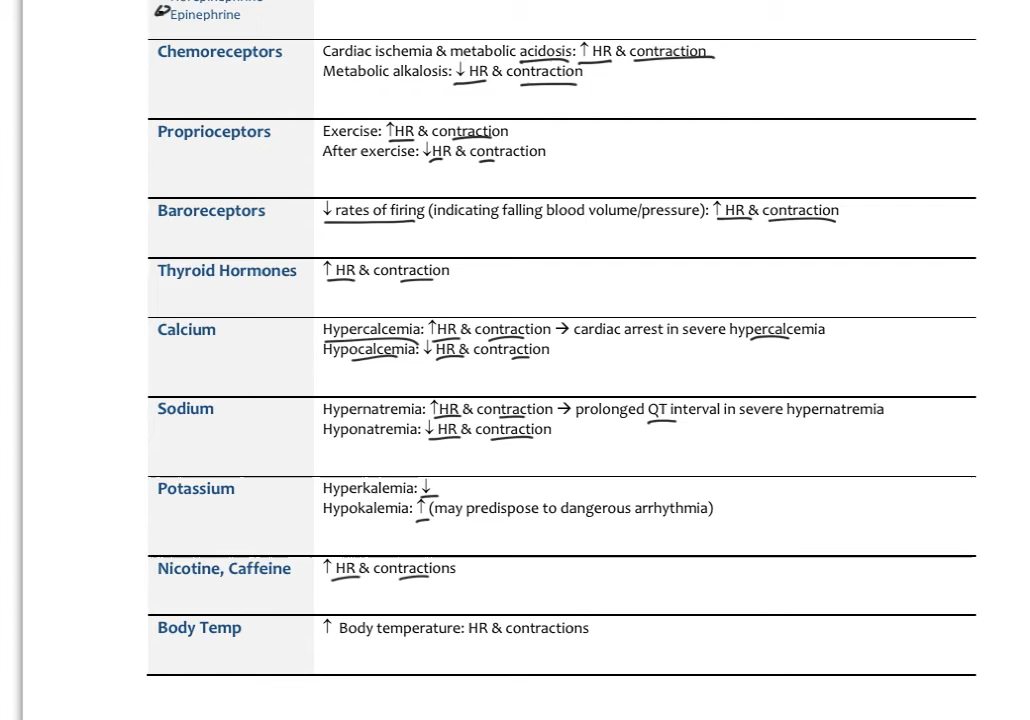 Epinephrine
Chemoreceptors
Cardiac ischemia & metabolic acidosis: ↑ HR & contraction
Metabolic alkalosis: ↓ HR & contraction
Proprioceptors
Exercise: ↑HR & contraction
After exercise: ↓HR & contraction
Baroreceptors
↓ rates of firing (indicating falling blood volume/pressure): ↑ HR & contraction
Thyroid Hormones
↑ HR & contraction
Calcium
Hypercalcemia: ↑HR & contraction → cardiac arrest in severe hypercalcemia
Hypocalcemia: ↓ HR & contraction
Sodium
Hypernatremia: ↑HR & contraction → prolonged QT interval in severe hypernatremia
Hyponatremia: ↓ HR & contraction
Potassium
Hyperkalemia: ↓
Hypokalemia: ↑ (may predispose to dangerous arrhythmia)
Nicotine, Caffeine
↑ HR & contractions
Body Temp
↑ Body temperature: HR & contractions